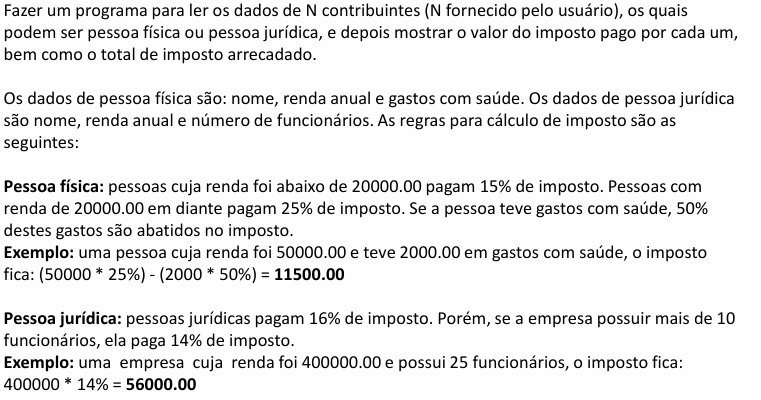 Fazer um programa para ler os dados de N contribuintes (N fornecido pelo usuário), os quais
podem ser pessoa física ou pessoa jurídica, e depois mostrar o valor do imposto pago por cada um,
bem como o total de imposto arrecadado.
Os dados de pessoa física são: nome, renda anual e gastos com saúde. Os dados de pessoa jurídica
são nome, renda anual e número de funcionários. As regras para cálculo de imposto são as
seguintes:
Pessoa física: pessoas cuja renda foi abaixo de 20000.00 pagam 15% de imposto. Pessoas com
renda de 20000.00 em diante pagam 25% de imposto. Se a pessoa teve gastos com saúde, 50%
destes gastos são abatidos no imposto.
Exemplo: uma pessoa cuja renda foi 50000.00 e teve 2000.00 em gastos com saúde, o imposto
fica: (50000 * 25%) - (2000 * 50%) = 11500.00
Pessoa jurídica: pessoas jurídicas pagam 16% de imposto. Porém, se a empresa possuir mais de 10
funcionários, ela paga 14% de imposto.
Exemplo: uma empresa cuja renda foi 400000.00 e possui 25 funcionários, o imposto fica:
400000 * 14% = 56000.00